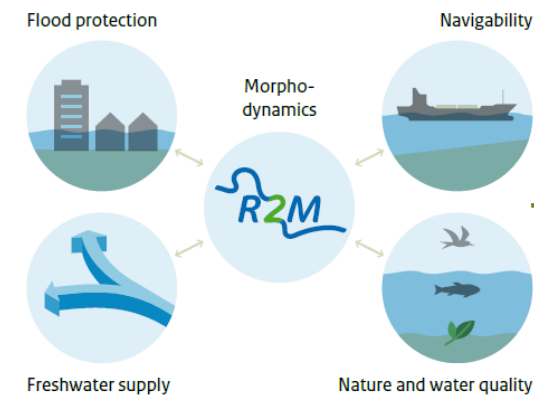 Flood protection
Navigability
Morpho-
dynamics
R2M
Freshwater supply
Nature and water quality